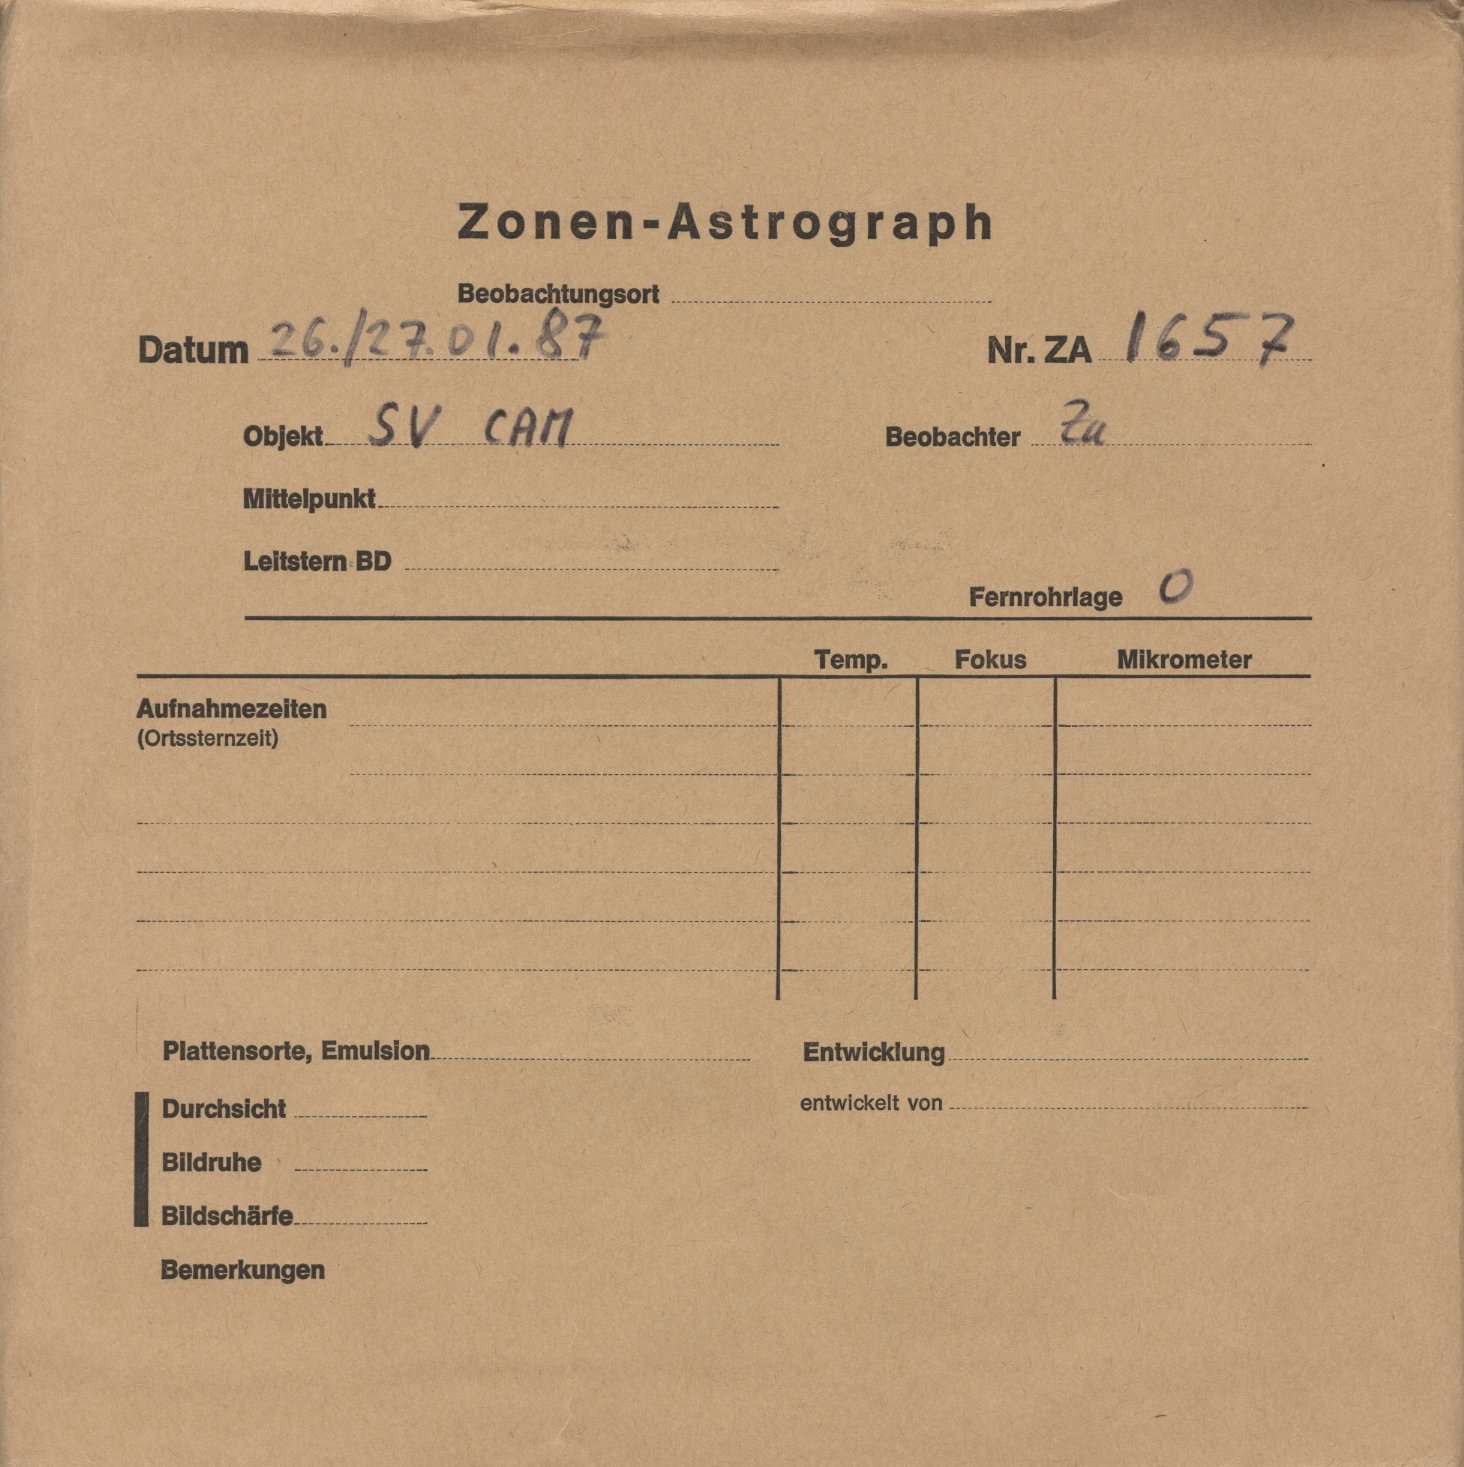 Zonen-Astrograph
Beobachtungsort
Datum 26./27.01.87 Nr. ZA 1657
Objekt SV CAM Beobachter Za
Mittelpunkt
Leitstern BD
Fernrohrlage O
Temp. Fokus Mikrometer
Aufnahmezeiten
(Ortssternzeit)
Plattensorte, Emulsion Entwicklung
Durchsicht entwickelt von
Bildruhe
Bildschärfe
Bemerkungen